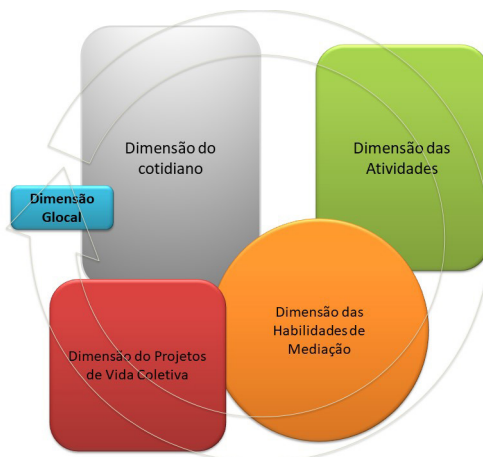 Dimensão do
cotidiano
Dimensão das
Atividades
Dimensão
Glocal
Dimensão das
Habilidades de
Mediação
Dimensão do Projetos
de Vida Coletiva